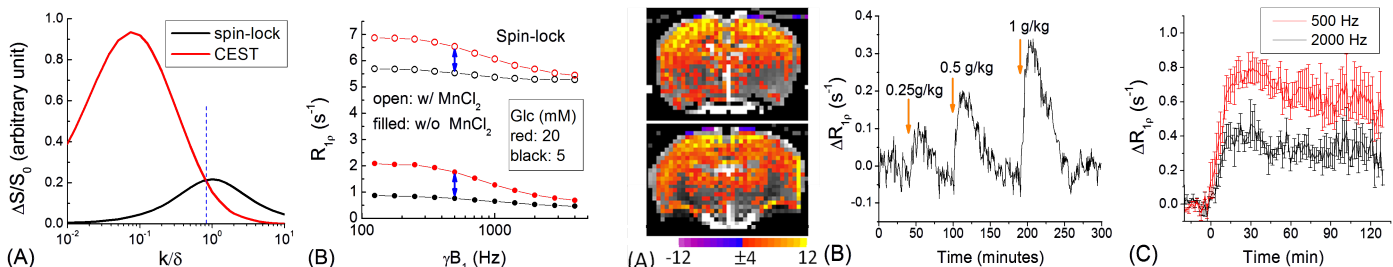 ΔS/S0 (arbitrary unit)
1.0
0.8
0.6
0.4
0.2
0.0
spin-lock
CEST
10-2
10-1
100
101
k/δ
(A)
R1ρ (s-1)
8
7
6
5
4
3
2
1
0
Spin-lock
open: w/ MnCl2
filled: w/o MnCl2
Glc (mM)
red: 20
black: 5
100
1000
γB1 (Hz)
(B)
-12
±4
12
(A)
ΔR1ρ (s-1)
0.4
0.3
0.2
0.1
0.0
-0.1
0.25g/kg
0.5 g/kg
1 g/kg
0
50
100
150
200
250
300
Time (minutes)
(B)
ΔR1ρ (s-1)
1.2
1.0
0.8
0.6
0.4
0.2
0.0
500 Hz
2000 Hz
0
30
60
90
120
Time (min)
(C)